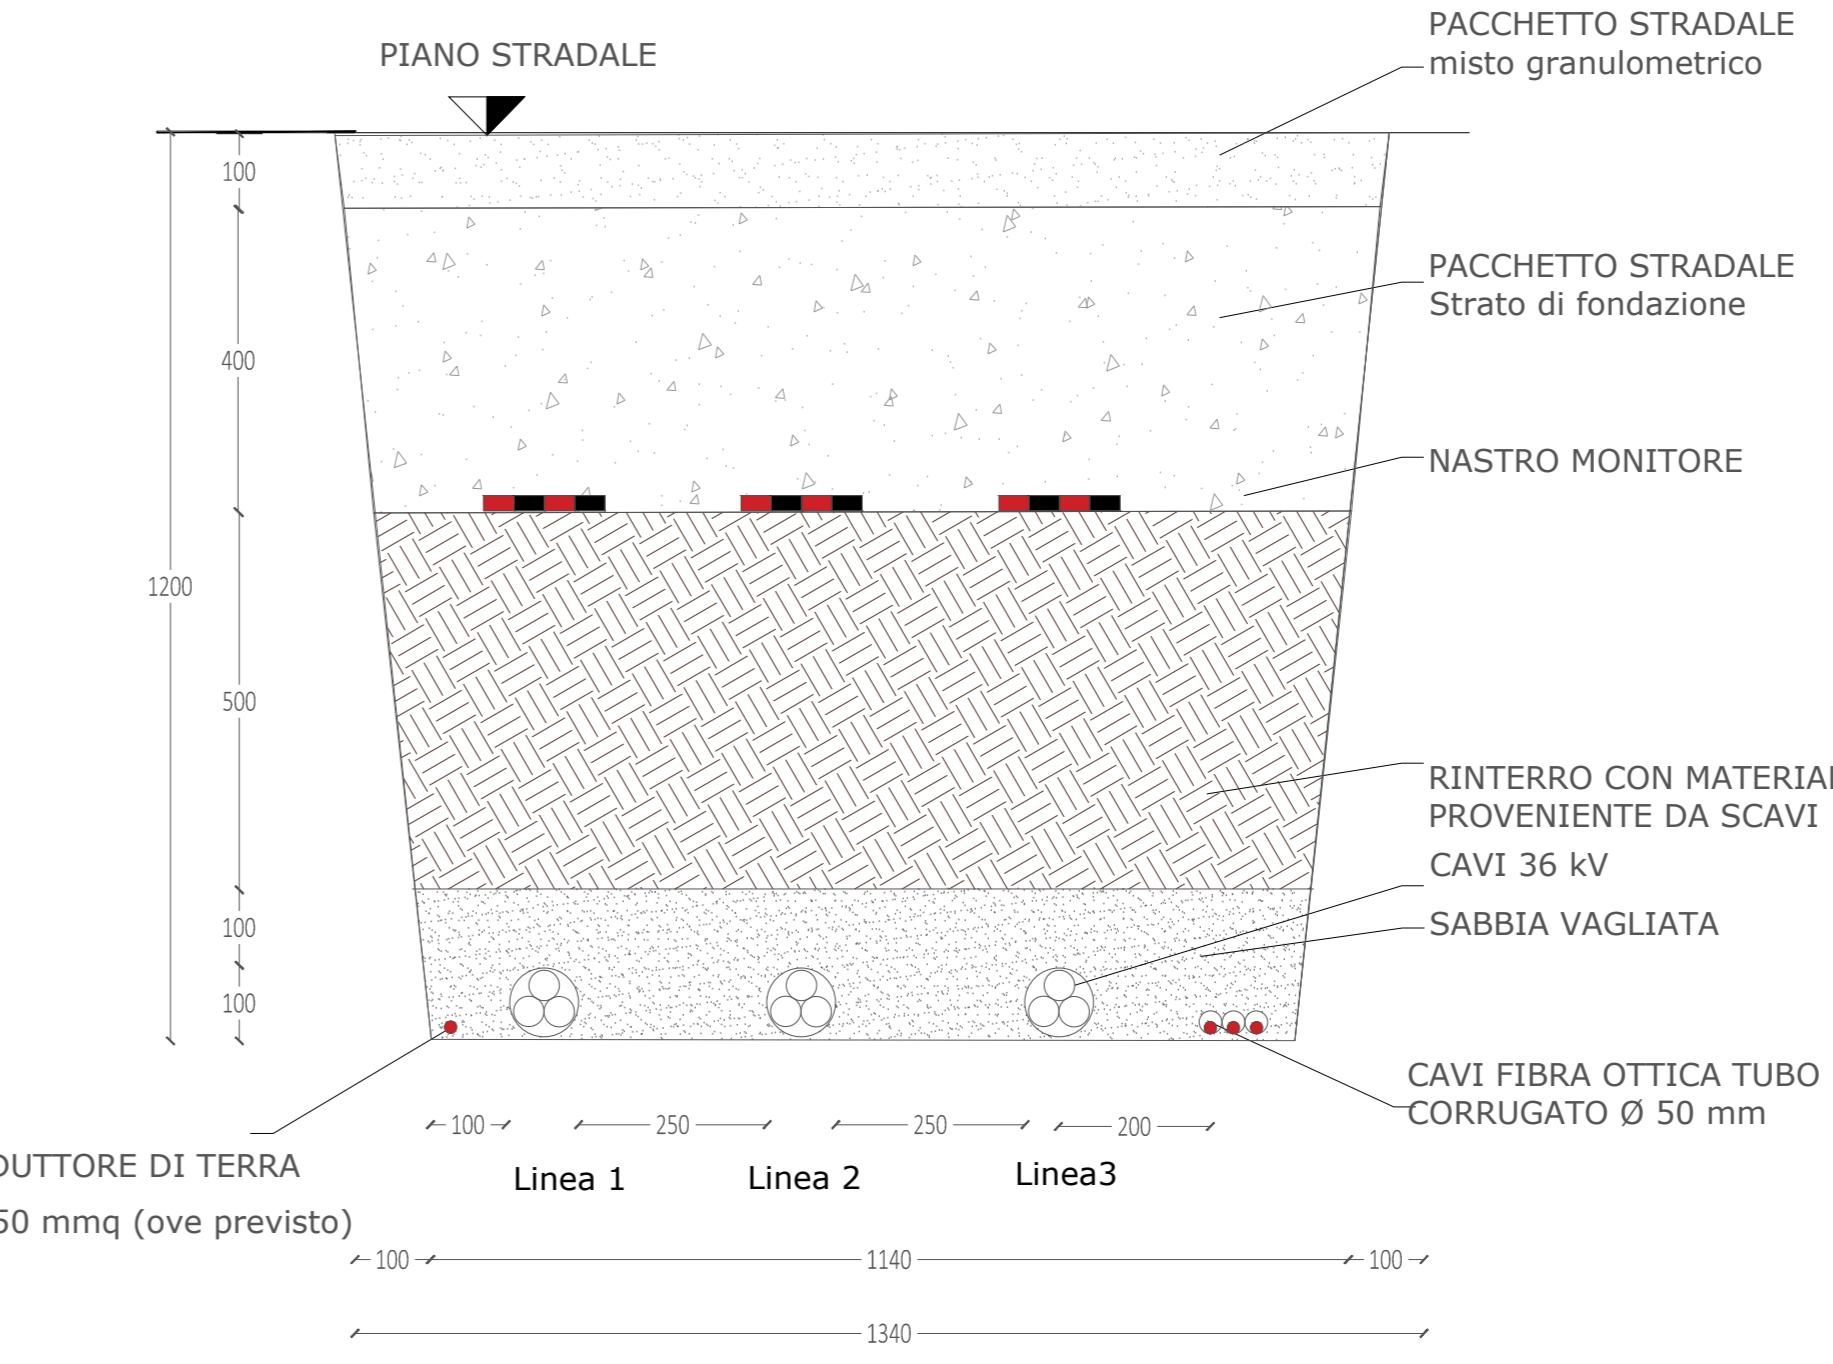 PIANO STRADALE
PACCHETTO STRADALE
misto granulometrico
100
PACCHETTO STRADALE
Strato di fondazione
400
NASTRO MONITORE
1200
500
RINTERRO CON MATERIAL
PROVENIENTE DA SCAVI
CAVI 36 kV
SABBIA VAGLIATA
100
100
CAVI FIBRA OTTICA TUBO
CORRUGATO Ø 50 mm
100 250 250 200
DUTTORE DI TERRA
50 mmq (ove previsto)
Linea 1 Linea 2 Linea3
100 1140 100
1340